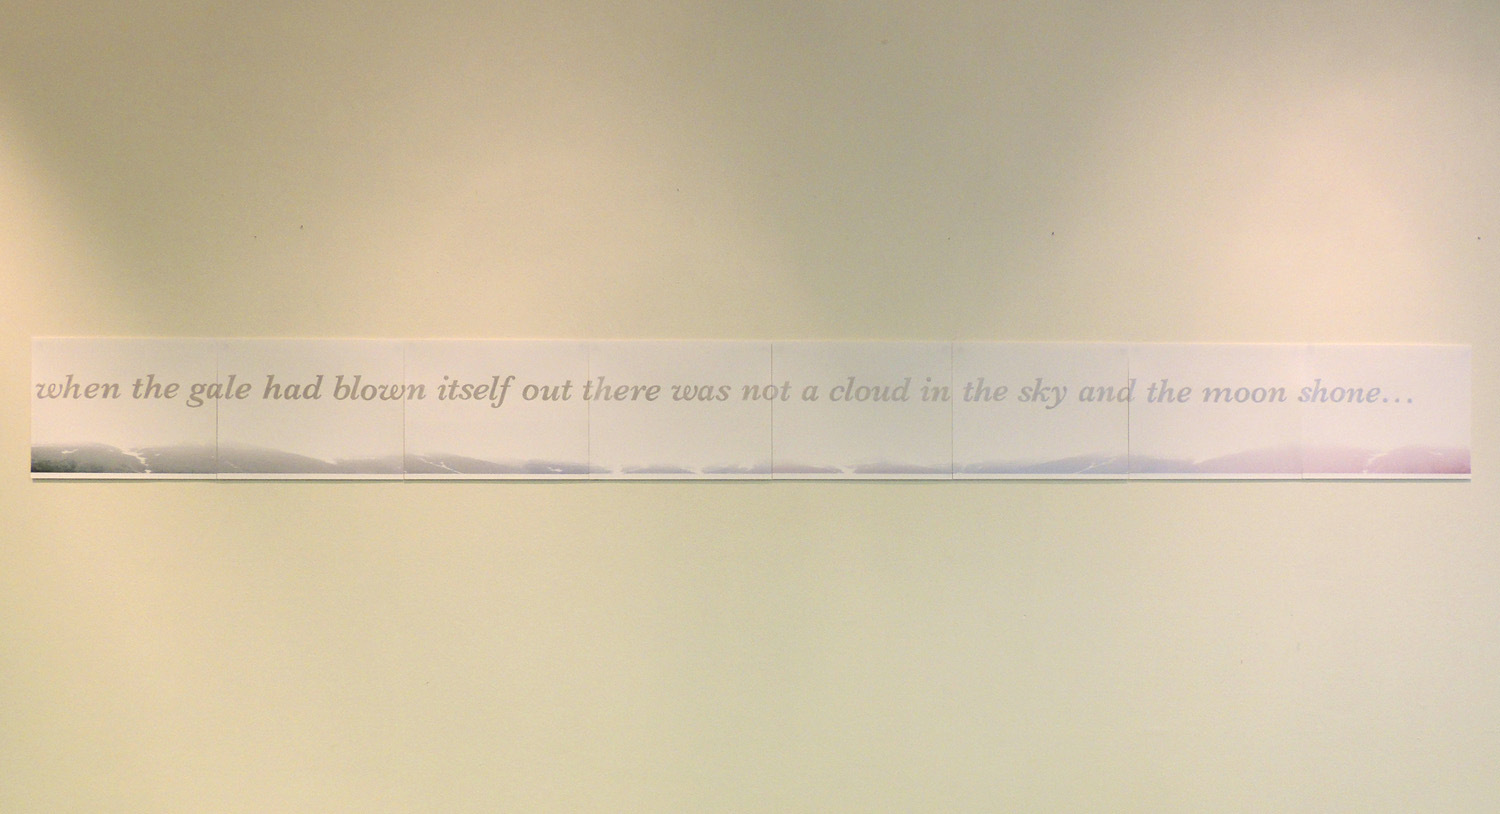 when the gale had blown itself out there was not a cloud in the sky and the moon shone...